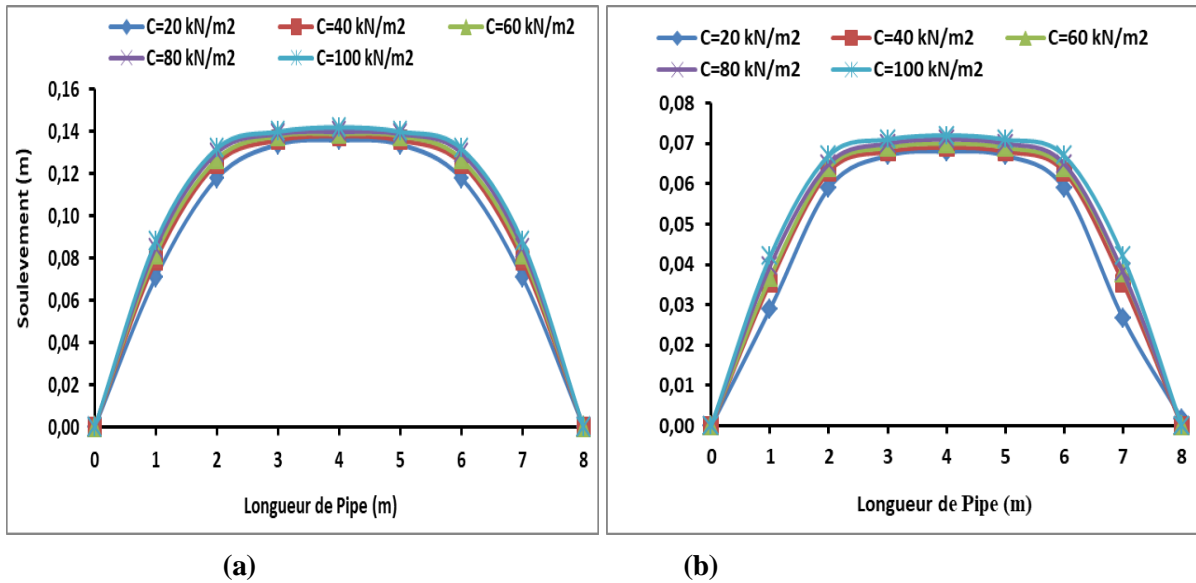 C=20 kN/m2 C=40 kN/m2 C=60 kN/m2
C=80 kN/m2 C=100 kN/m2
0,16
0,14
0,12
0,10
0,08
0,06
0,04
0,02
0,00
Soulevement (m)
0 1 2 3 4 5 6 7 8
Longueur de Pipe (m)
(a)
C=20 kN/m2 C=40 kN/m2 C=60 kN/m2
C=80 kN/m2 C=100 kN/m2
0,08
0,07
0,06
0,05
0,04
0,03
0,02
0,01
0,00
0 1 2 3 4 5 6 7 8
Longueur de Pipe (m)
(b)